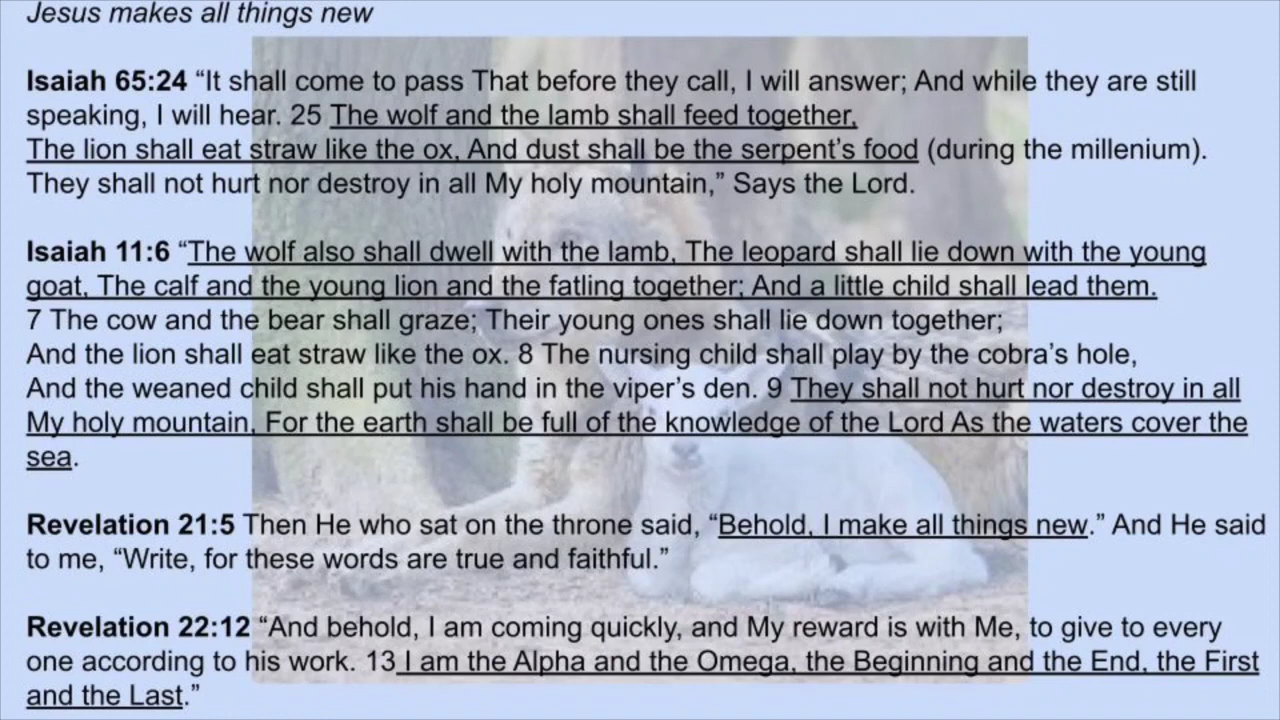 Jesus makes all things new
Isaiah 65:24 “It shall come to pass That before they call, I will answer; And while they are still
speaking, I will hear. 25 The wolf and the lamb shall feed together,
The lion shall eat straw like the ox, And dust shall be the serpent’s food (during the millenium).
They shall not hurt nor destroy in all My holy mountain,” Says the Lord.
Isaiah 11:6 “The wolf also shall dwell with the lamb, The leopard shall lie down with the young
goat, The calf and the young lion and the fatling together; And a little child shall lead them.
7 The cow and the bear shall graze; Their young ones shall lie down together;
And the lion shall eat straw like the ox. 8 The nursing child shall play by the cobra’s hole,
And the weaned child shall put his hand in the viper’s den. 9 They shall not hurt nor destroy in all
My holy mountain, For the earth shall be full of the knowledge of the Lord As the waters cover the
sea.
Revelation 21:5 Then He who sat on the throne said, “Behold, I make all things new.” And He said
to me, “Write, for these words are true and faithful.”
Revelation 22:12 “And behold, I am coming quickly, and My reward is with Me, to give to every
one according to his work. 13 I am the Alpha and the Omega, the Beginning and the End, the First
and the Last.”